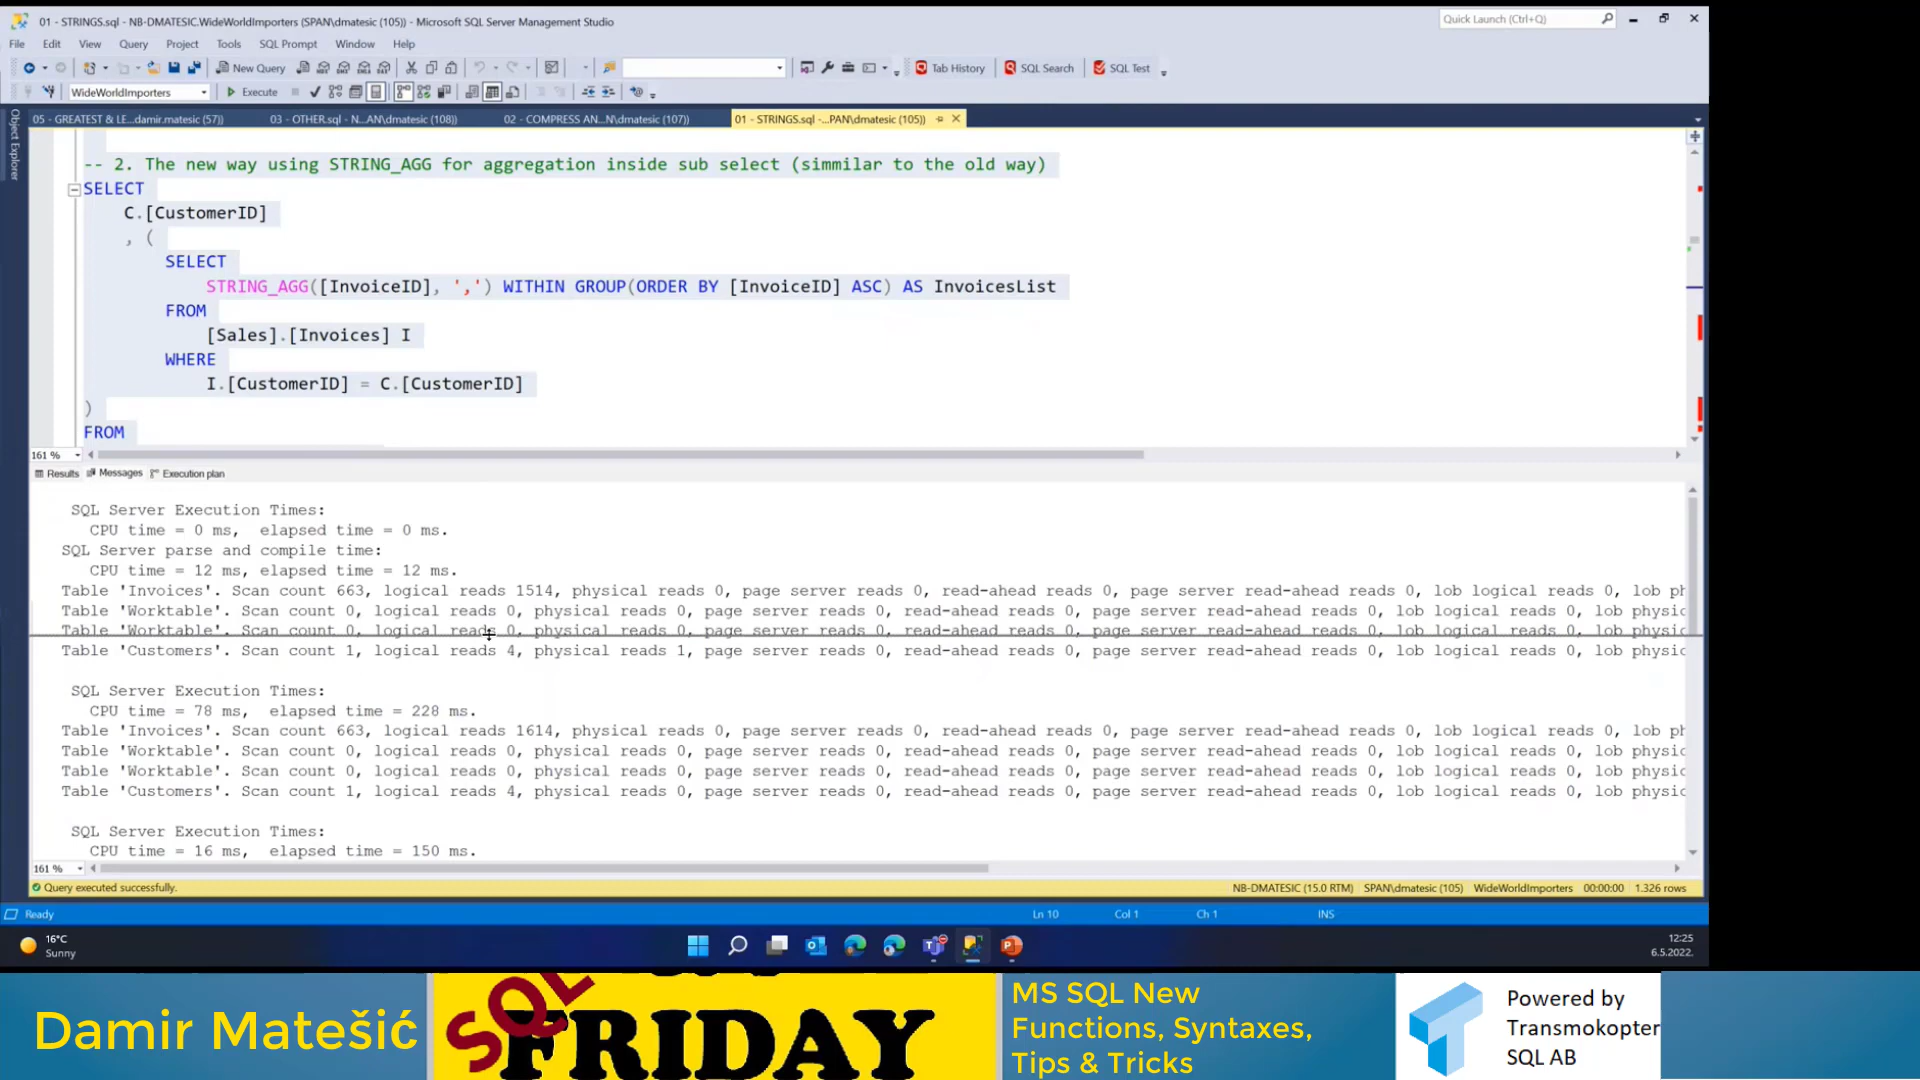 01 - STRINGS.sql - NB-DMATESIC.WideWorldImporters (SPAN\dmatesic (105)) - Microsoft SQL Server Management Studio
Quick Launch (Ctrl+Q)
File Edit View Query Project Tools SQL Prompt Window Help
New Query
Tab History SQL Search SQL Test
WideWorldImporters Execute
05 - GREATEST & LE...damir.matesic (57)) 03 - OTHER.sql - N...AN\dmatesic (108)) 02 - COMPRESS AN...N\dmatesic (107)) 01 - STRINGS.sql -...PAN\dmatesic (105))
Object Explorer
-- 2. The new way using STRING_AGG for aggregation inside sub select (simmilar to the old way)
SELECT
C.[CustomerID]
, (
SELECT
STRING_AGG([InvoiceID], ',') WITHIN GROUP(ORDER BY [InvoiceID] ASC) AS InvoicesList
FROM
[Sales].[Invoices] I
WHERE
I.[CustomerID] = C.[CustomerID]
)
FROM
161 %
Results Messages Execution plan
SQL Server Execution Times:
CPU time = 0 ms, elapsed time = 0 ms.
SQL Server parse and compile time:
CPU time = 12 ms, elapsed time = 12 ms.
Table 'Invoices'. Scan count 663, logical reads 1514, physical reads 0, page server reads 0, read-ahead reads 0, page server read-ahead reads 0, lob logical reads 0, lob ph
Table 'Worktable'. Scan count 0, logical reads 0, physical reads 0, page server reads 0, read-ahead reads 0, page server read-ahead reads 0, lob logical reads 0, lob physic
Table 'Worktable'. Scan count 0, logical reads 0, physical reads 0, page server reads 0, read-ahead reads 0, page server read-ahead reads 0, lob logical reads 0, lob physic
Table 'Customers'. Scan count 1, logical reads 4, physical reads 1, page server reads 0, read-ahead reads 0, page server read-ahead reads 0, lob logical reads 0, lob physic
SQL Server Execution Times:
CPU time = 78 ms, elapsed time = 228 ms.
Table 'Invoices'. Scan count 663, logical reads 1614, physical reads 0, page server reads 0, read-ahead reads 0, page server read-ahead reads 0, lob logical reads 0, lob ph
Table 'Worktable'. Scan count 0, logical reads 0, physical reads 0, page server reads 0, read-ahead reads 0, page server read-ahead reads 0, lob logical reads 0, lob physic
Table 'Worktable'. Scan count 0, logical reads 0, physical reads 0, page server reads 0, read-ahead reads 0, page server read-ahead reads 0, lob logical reads 0, lob physic
Table 'Customers'. Scan count 1, logical reads 4, physical reads 0, page server reads 0, read-ahead reads 0, page server read-ahead reads 0, lob logical reads 0, lob physic
SQL Server Execution Times:
CPU time = 16 ms, elapsed time = 150 ms.
161 %
Query executed successfully. NB-DMATESIC (15.0 RTM) SPAN\dmatesic (105) WideWorldImporters 00:00:00 1.326 rows
Ready Ln 10 Col 1 Ch 1 INS
16°C
Sunny
12:25
6.5.2022.
Damir Matešić
SQL
FRIDAY
MS SQL New
Functions, Syntaxes,
Tips & Tricks
Powered by
Transmokopter
SQL AB